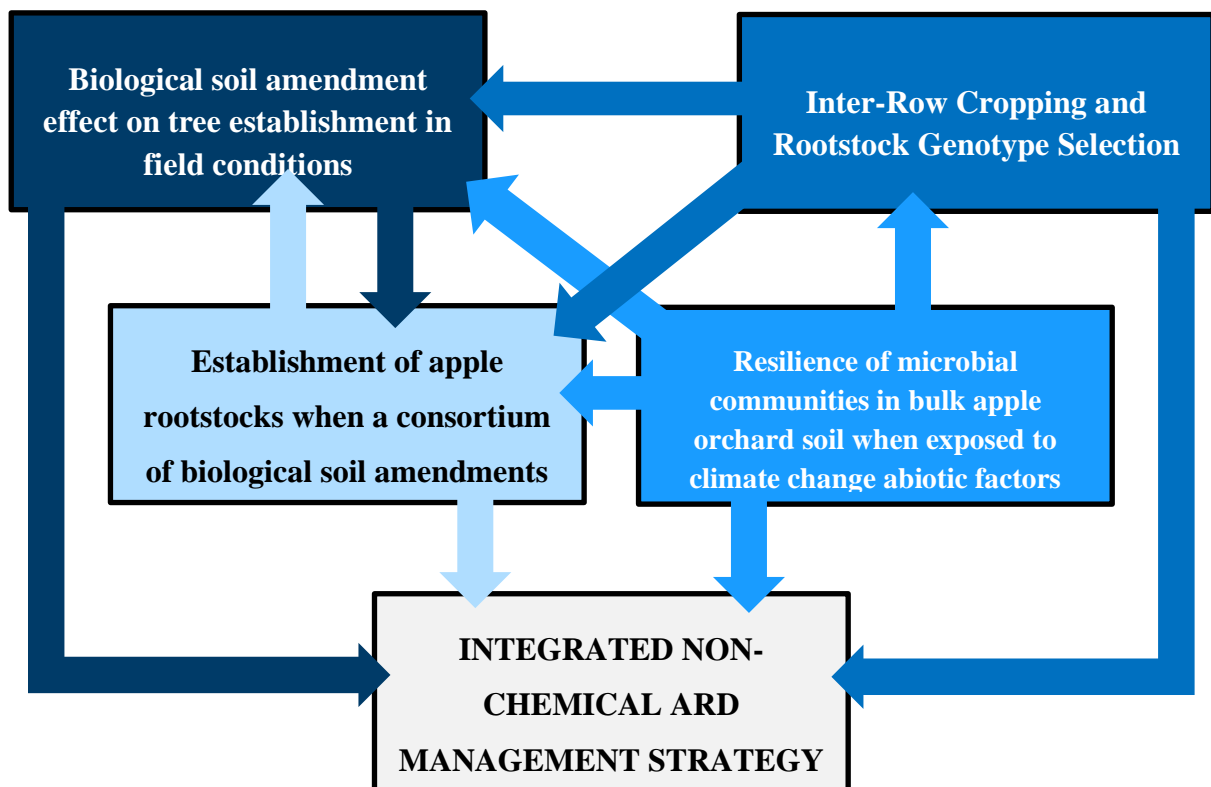 Biological soil amendment
effect on tree establishment in
field conditions
Inter-Row Cropping and
Rootstock Genotype Selection
Establishment of apple
rootstocks when a consortium
of biological soil amendments
Resilience of microbial
communities in bulk apple
orchard soil when exposed to
climate change abiotic factors
INTEGRATED NON-
CHEMICAL ARD
MANAGEMENT STRATEGY